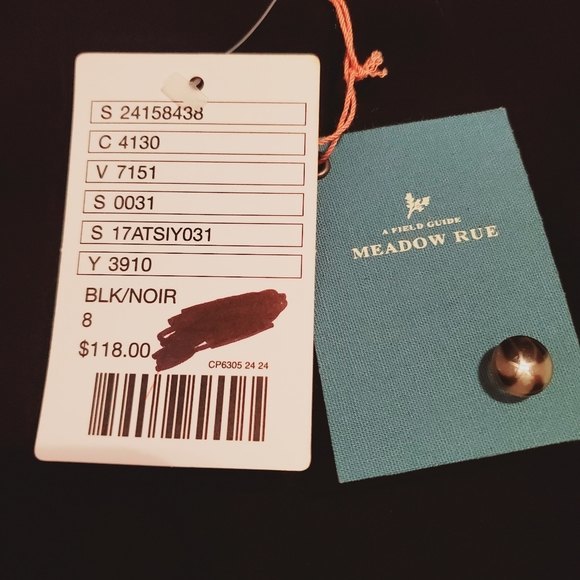 S 24158438
C 4130
V 7151
S 0031
S 17ATSIY031
Y 3910
BLK/NOIR
8
$118.00
CP6305 24 24
A FIELD GUIDE
MEADOW RUE